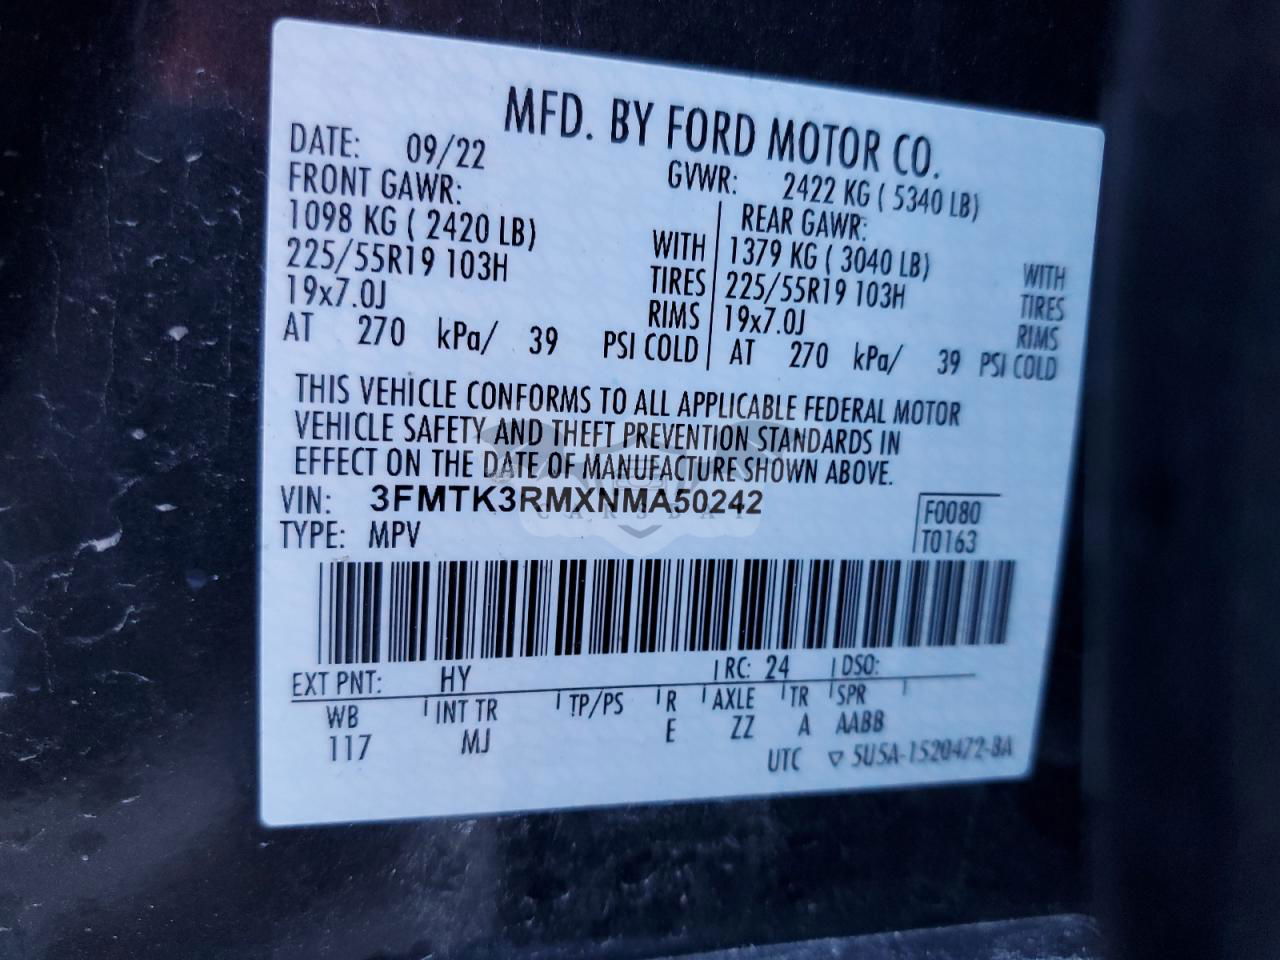 MFD. BY FORD MOTOR CO.
DATE: 09/22 GVWR: 2422 KG ( 5340 LB)
FRONT GAWR: REAR GAWR:
1098 KG ( 2420 LB) WITH 1379 KG ( 3040 LB) WITH
225/55R19 103H TIRES 225/55R19 103H TIRES
19x7.0J RIMS 19x7.0J RIMS
AT 270 kPa/ 39 PSI COLD AT 270 kPa/ 39 PSI COLD
THIS VEHICLE CONFORMS TO ALL APPLICABLE FEDERAL MOTOR
VEHICLE SAFETY AND THEFT PREVENTION STANDARDS IN
EFFECT ON THE DATE OF MANUFACTURE SHOWN ABOVE.
VIN: 3FMTK3RMXNMA50242 F0080
TYPE: MPV T0163
EXT PNT: HY RC: 24 DSO:
WB INT TR TP/PS R AXLE TR SPR
117 MJ E ZZ A AABB
UTC 5U5A-1520472-BA